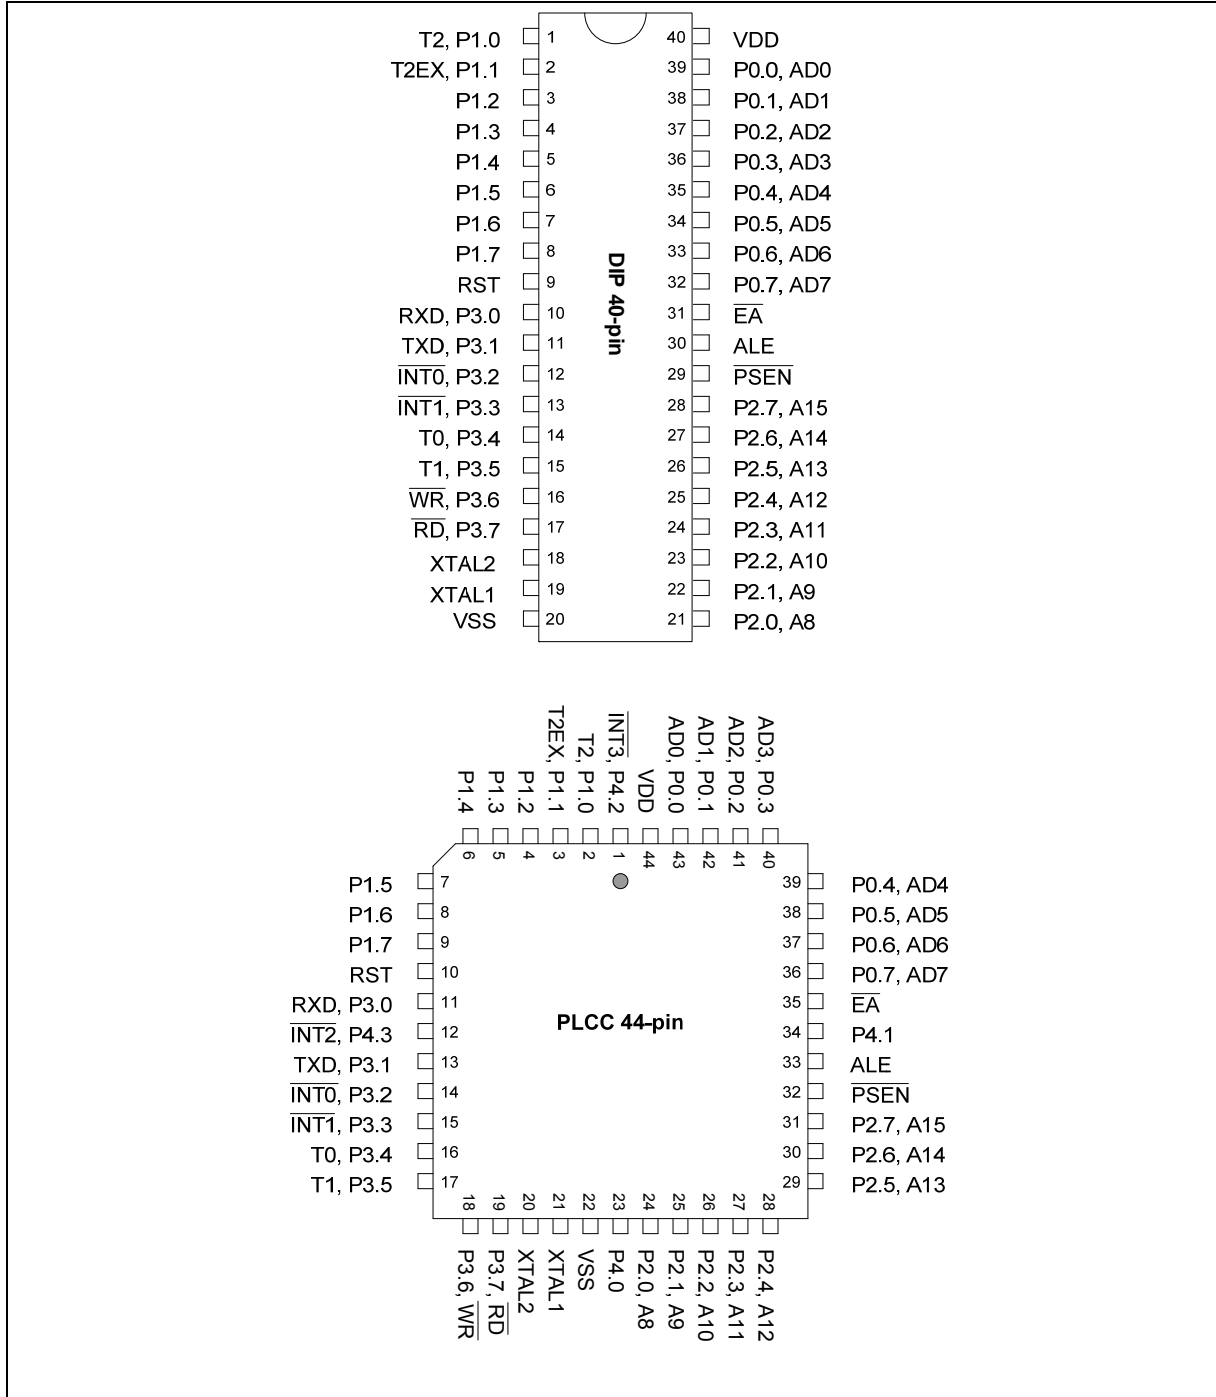 T2, P1.0 1 40 VDD
T2EX, P1.1 2 39 P0.0, AD0
P1.2 3 38 P0.1, AD1
P1.3 4 37 P0.2, AD2
P1.4 5 36 P0.3, AD3
P1.5 6 35 P0.4, AD4
P1.6 7 34 P0.5, AD5
P1.7 8 33 P0.6, AD6
RST 9 32 P0.7, AD7
RXD, P3.0 10 31 E̅A̅
TXD, P3.1 11 30 ALE
I̅N̅T̅0̅, P3.2 12 29 P̅S̅E̅N̅
I̅N̅T̅1̅, P3.3 13 28 P2.7, A15
T0, P3.4 14 27 P2.6, A14
T1, P3.5 15 26 P2.5, A13
W̅R̅, P3.6 16 25 P2.4, A12
R̅D̅, P3.7 17 24 P2.3, A11
XTAL2 18 23 P2.2, A10
XTAL1 19 22 P2.1, A9
VSS 20 21 P2.0, A8
DIP 40-pin
P1.4
P1.3
P1.2
T2EX, P1.1
T2, P1.0
I̅N̅T̅3̅, P4.2
VDD
AD0, P0.0
AD1, P0.1
AD2, P0.2
AD3, P0.3
6 5 4 3 2 1 44 43 42 41 40
P1.5 7 39 P0.4, AD4
P1.6 8 38 P0.5, AD5
P1.7 9 37 P0.6, AD6
RST 10 36 P0.7, AD7
RXD, P3.0 11 35 E̅A̅
I̅N̅T̅2̅, P4.3 12 34 P4.1
TXD, P3.1 13 33 ALE
I̅N̅T̅0̅, P3.2 14 32 P̅S̅E̅N̅
I̅N̅T̅1̅, P3.3 15 31 P2.7, A15
T0, P3.4 16 30 P2.6, A14
T1, P3.5 17 29 P2.5, A13
PLCC 44-pin
18 19 20 21 22 23 24 25 26 27 28
P3.6, W̅R̅
P3.7, R̅D̅
XTAL2
XTAL1
VSS
P4.0
P2.0, A8
P2.1, A9
P2.2, A10
P2.3, A11
P2.4, A12